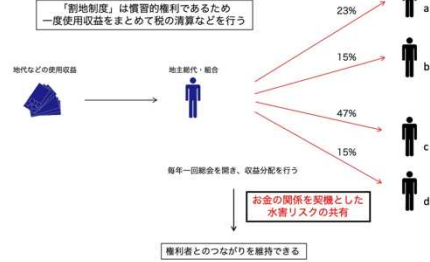 「割地制度」は慣習的権利であるため
一度使用収益をまとめて税の清算などを行う
23%
a
地代などの使用収益
地主総代・組合
15%
b
47%
c
15%
d
毎年一回総会を開き、収益分配を行う
お金の関係を契機とした
水害リスクの共有
権利者とのつながりを維持できる